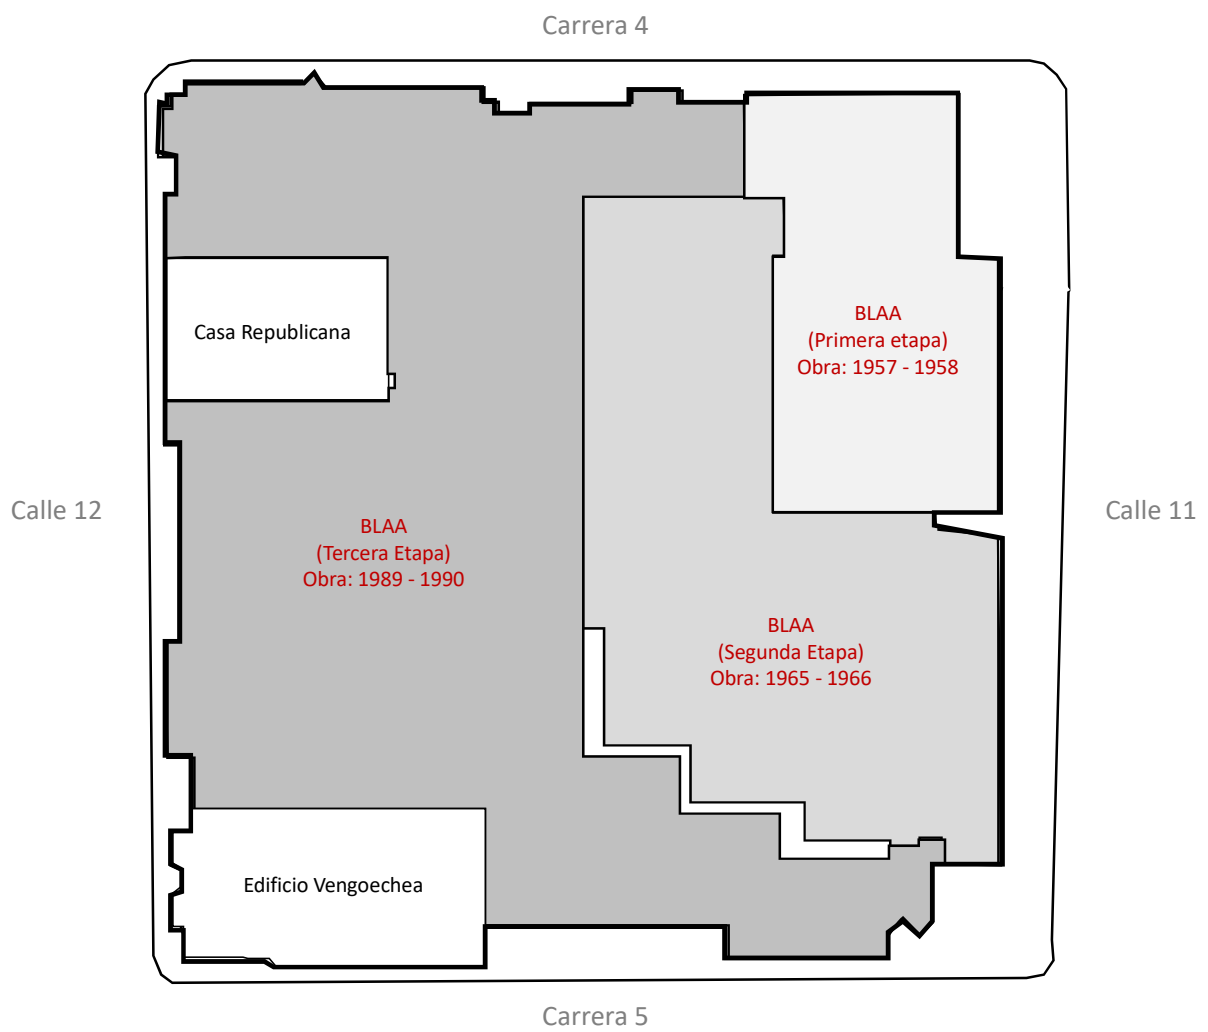 Carrera 4
Casa Republicana
BLAA
(Primera etapa)
Obra: 1957 - 1958
Calle 12
Calle 11
BLAA
(Tercera Etapa)
Obra: 1989 - 1990
BLAA
(Segunda Etapa)
Obra: 1965 - 1966
Edificio Vengoechea
Carrera 5